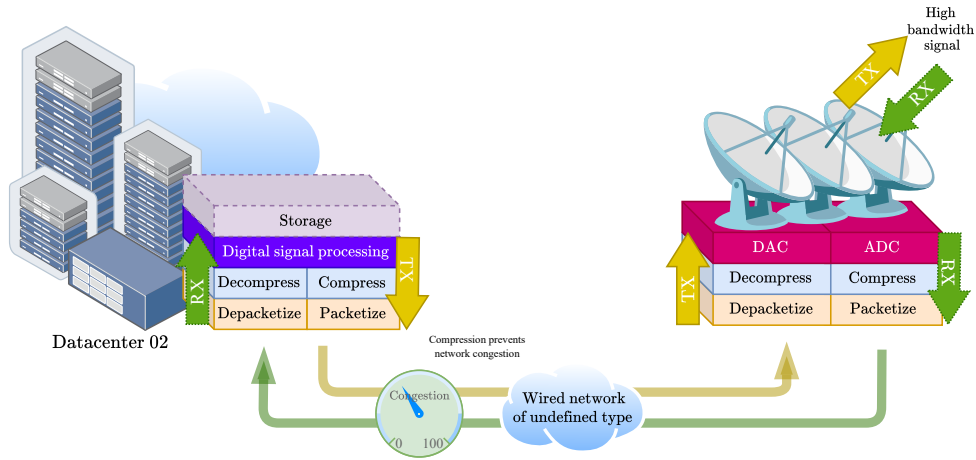 High
bandwidth
signal
TX
RX
Storage
Digital signal processing
Decompress
Compress
Depacketize
Packetize
RX
TX
DAC
ADC
Decompress
Compress
Depacketize
Packetize
TX
RX
Datacenter 02
Compression prevents
network congestion
Congestion
0
100
Wired network
of undefined type